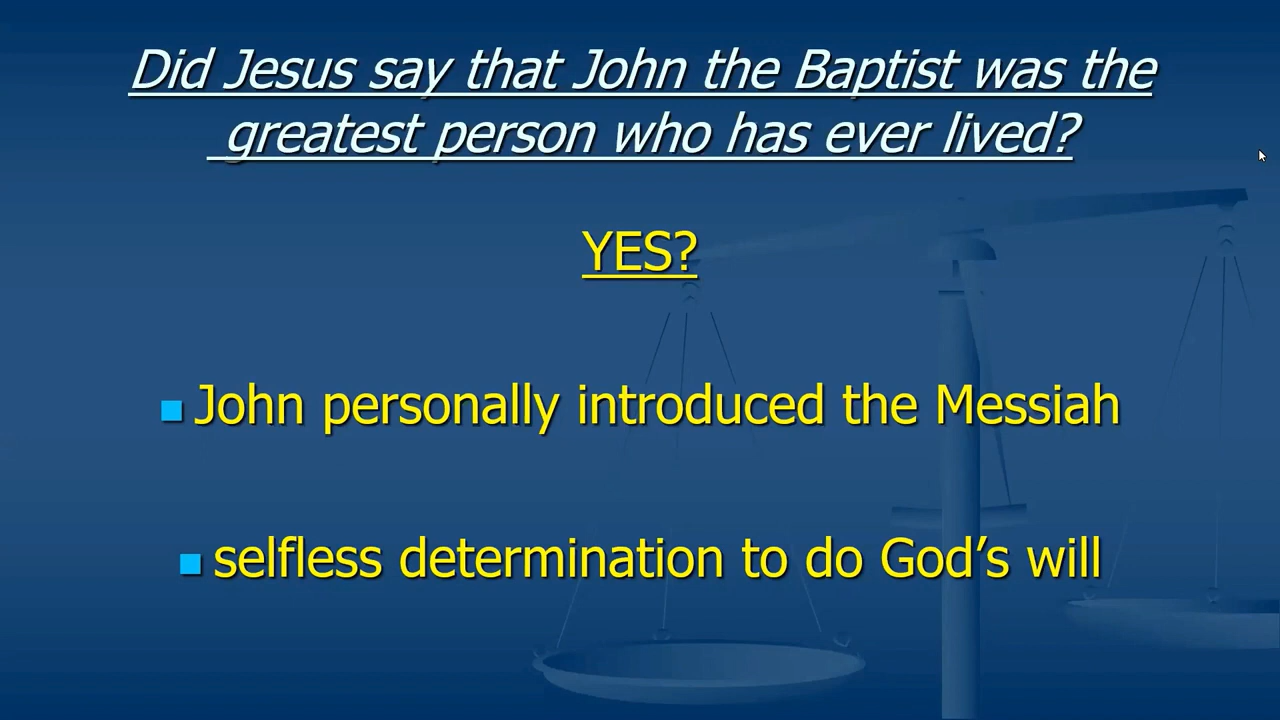 Did Jesus say that John the Baptist was the
greatest person who has ever lived?
YES?
John personally introduced the Messiah
selfless determination to do God’s will